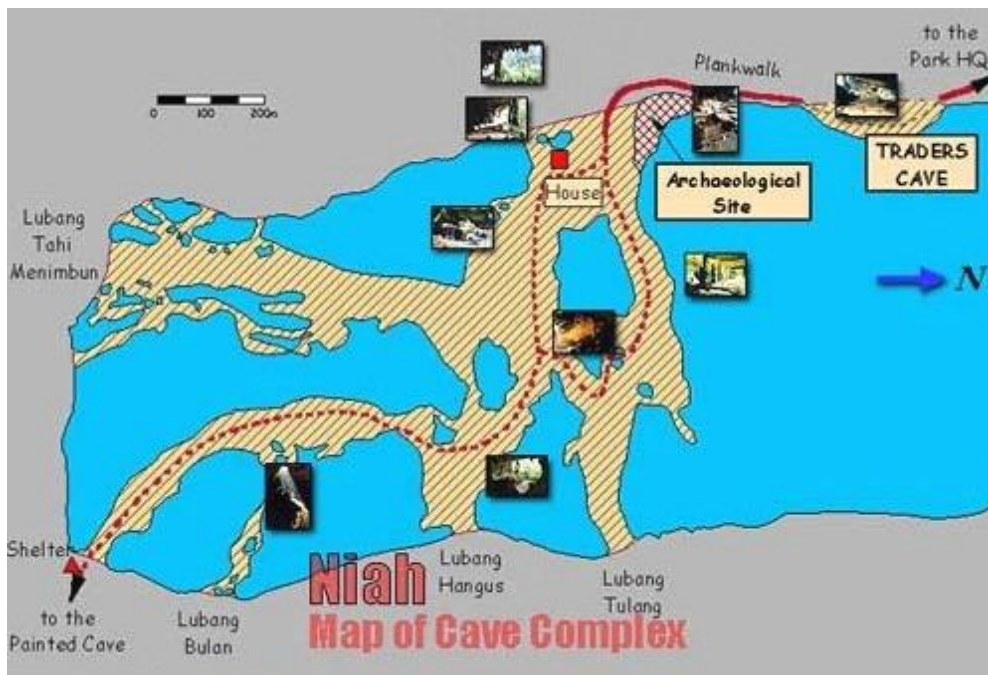 to the
Park HQ
Plankwalk
0 100 200m
TRADERS
CAVE
House
Archaeological
Site
Lubang
Tahi
Menimbun
N
Shelter
to the
Painted Cave
Lubang
Bulan
Lubang
Hangus
Lubang
Tulang
Niah
Map of Cave Complex